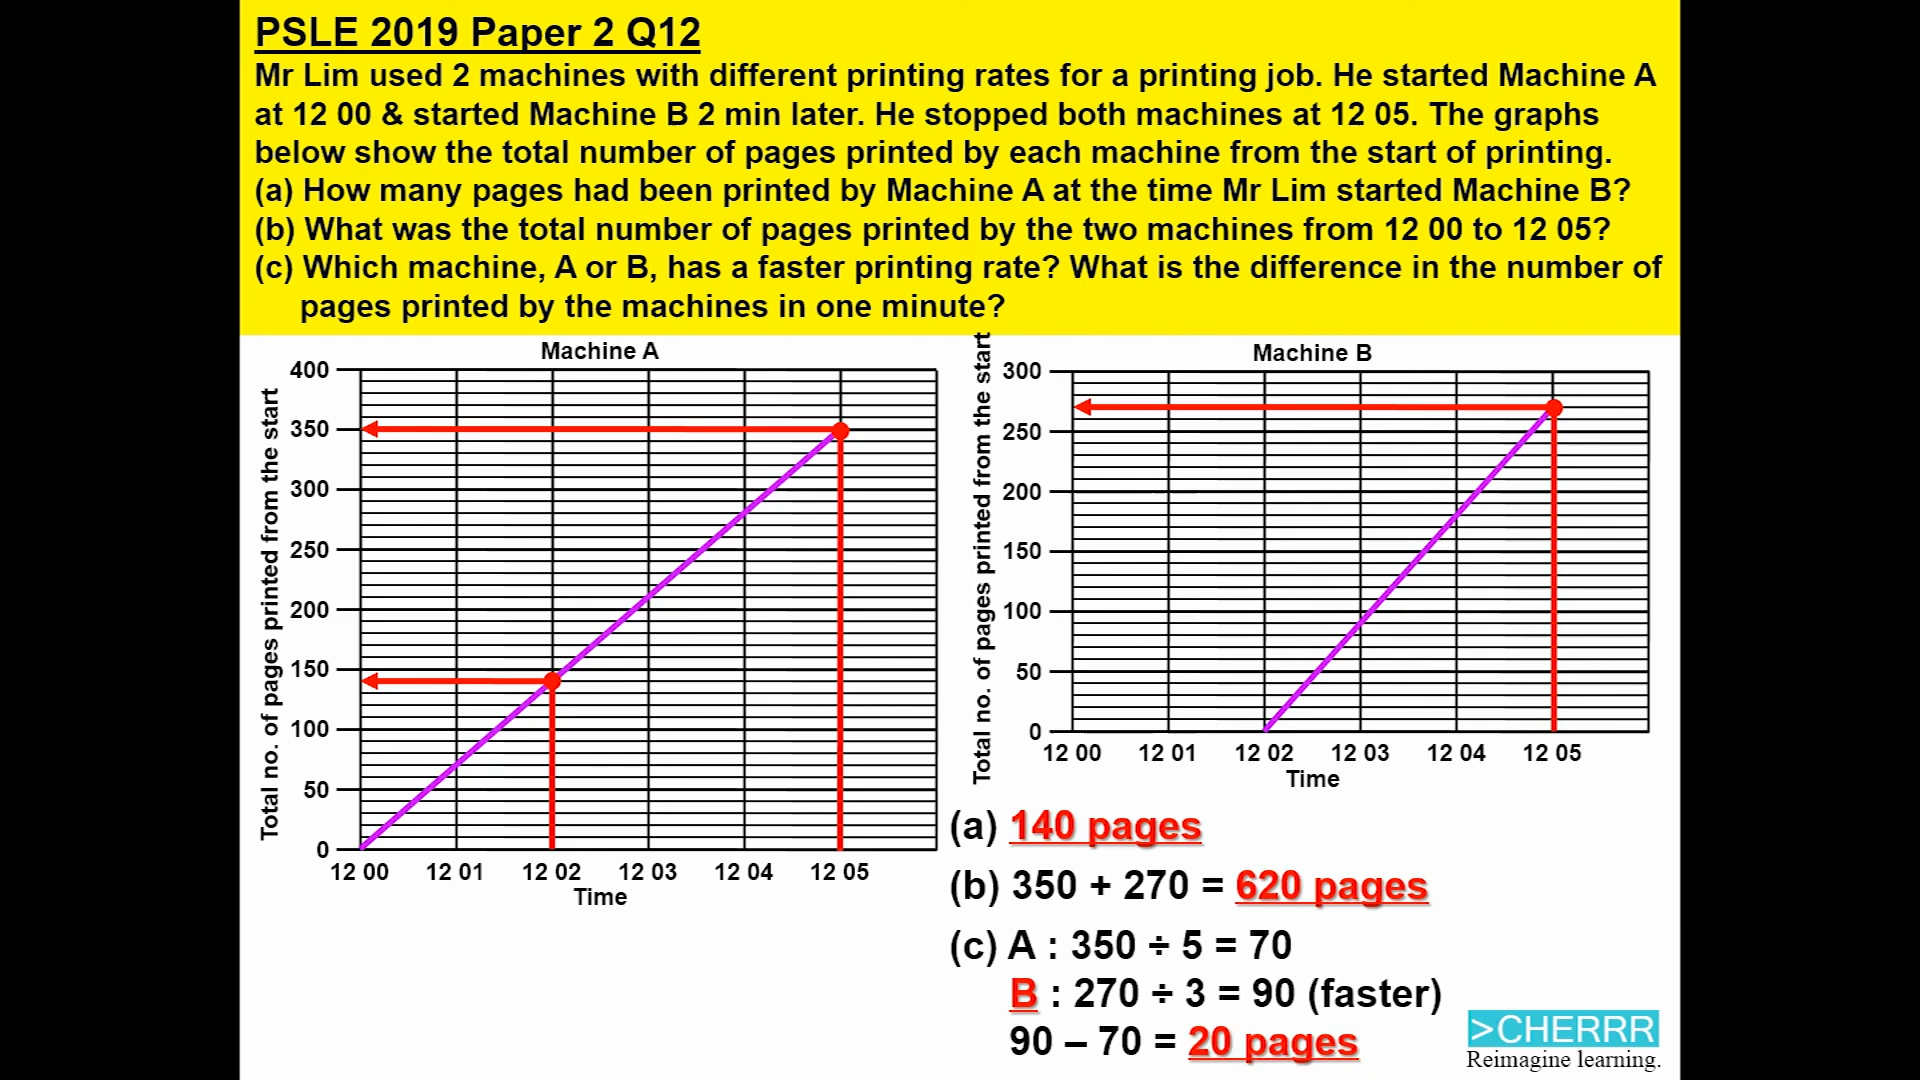 PSLE 2019 Paper 2 Q12
Mr Lim used 2 machines with different printing rates for a printing job. He started Machine A
at 12 00 & started Machine B 2 min later. He stopped both machines at 12 05. The graphs
below show the total number of pages printed by each machine from the start of printing.
(a) How many pages had been printed by Machine A at the time Mr Lim started Machine B?
(b) What was the total number of pages printed by the two machines from 12 00 to 12 05?
(c) Which machine, A or B, has a faster printing rate? What is the difference in the number of
pages printed by the machines in one minute?
Machine A
Total no. of pages printed from the start
400
350
300
250
200
150
100
50
0
12 00 12 01 12 02 12 03 12 04 12 05
Time
Machine B
Total no. of pages printed from the start
300
250
200
150
100
50
0
12 00 12 01 12 02 12 03 12 04 12 05
Time
(a) 140 pages
(b) 350 + 270 = 620 pages
(c) A : 350 ÷ 5 = 70
B : 270 ÷ 3 = 90 (faster)
90 – 70 = 20 pages
>CHERRR
Reimagine learning.